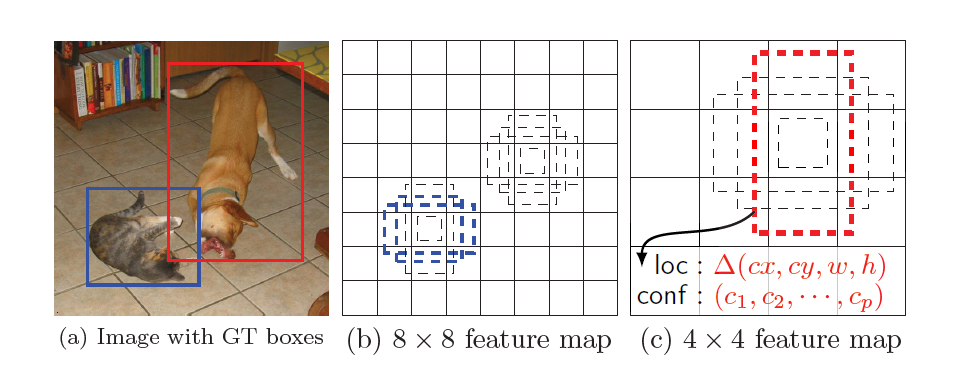 loc : Δ(cx, cy, w, h)
conf : (c₁, c₂, ⋯, cₚ)
(a) Image with GT boxes
(b) 8 × 8 feature map
(c) 4 × 4 feature map